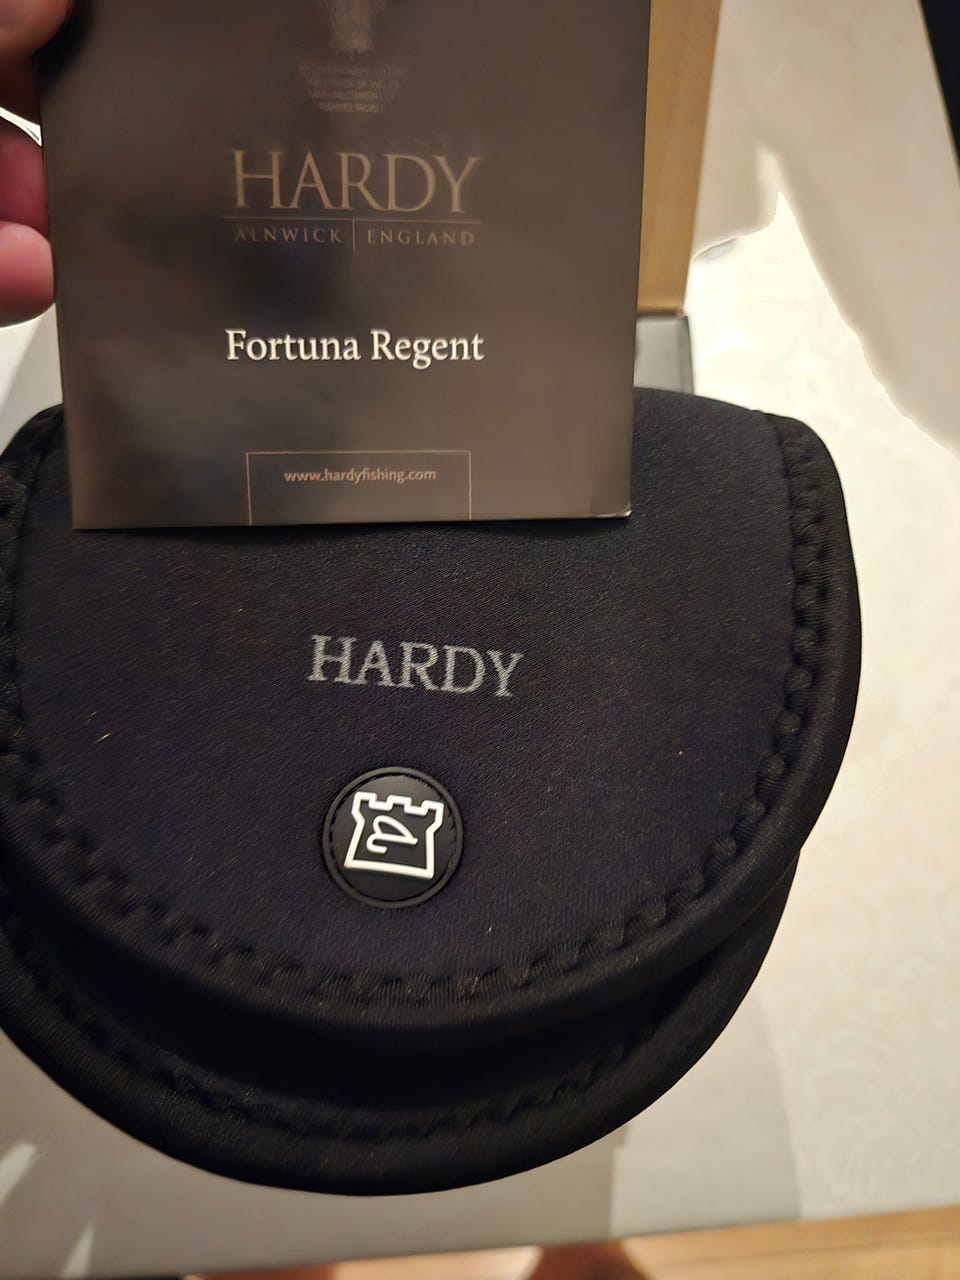 HARDY
ALNWICK | ENGLAND
Fortuna Regent
www.hardyfishing.com
HARDY